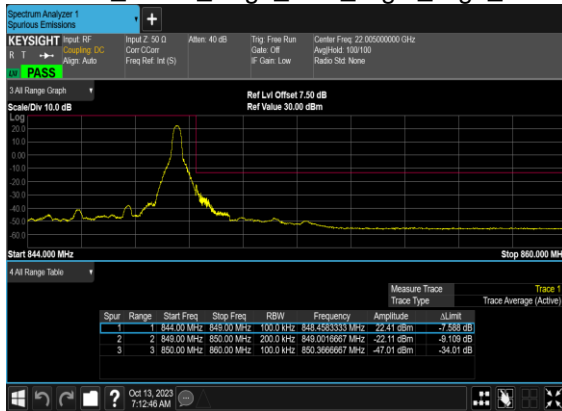 Spectrum Analyzer 1
Spurious Emissions
+
KEYSIGHT Input: RF Input Z: 50 Ω Atten: 40 dB Trig: Free Run Center Freq: 22.005000000 GHz
R T Coupling: DC Corr CCorr Gate: Off Avg|Hold: 100/100
Align: Auto Freq Ref: Int (S) IF Gain: Low Radio Std: None
PASS
3 All Range Graph Ref Lvl Offset 7.50 dB
Scale/Div 10.0 dB Ref Value 30.00 dBm
Log
20.0
10.0
0.00
-10.0
-20.0
-30.0
-40.0
-50.0
-60.0
Start 844.000 MHz Stop 860.000 MH
4 All Range Table
Measure Trace Trace 1
Trace Type Trace Average (Active)
Spur Range Start Freq Stop Freq RBW Frequency Amplitude ΔLimit
1 1 844.00 MHz 849.00 MHz 100.0 kHz 848.4583333 MHz 22.41 dBm -7.588 dB
2 2 849.00 MHz 850.00 MHz 200.0 kHz 849.0016667 MHz -22.11 dBm -9.109 dB
3 3 850.00 MHz 860.00 MHz 100.0 kHz 850.3666667 MHz -47.01 dBm -34.01 dB
? Oct 13, 2023
7:12:46 AM